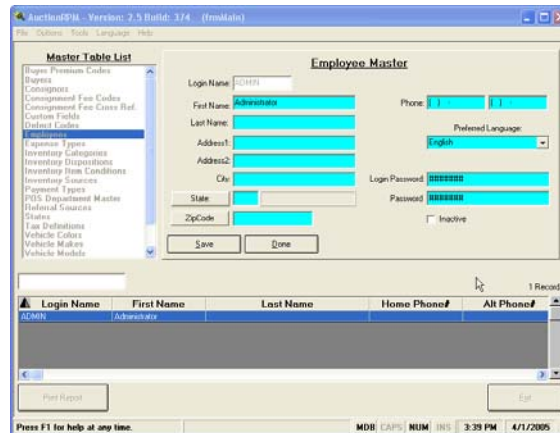 AuctionRPM - Version: 2.5 Build: 374 (frmMain)
File Options Tools Language Help
Master Table List
Buyer Premium Codes
Buyers
Consignors
Consignment Fee Codes
Consignment Fee Cross Ref.
Custom Fields
Defect Codes
Employees
Expense Types
Inventory Categories
Inventory Dispositions
Inventory Item Conditions
Inventory Sources
Payment Types
POS Department Master
Referral Sources
States
Tax Definitions
Vehicle Colors
Vehicle Makes
Vehicle Models
Employee Master
Login Name: ADMIN
First Name: Administrator Phone: ( ) - ( ) -
Last Name: Preferred Language:
Address1: English
Address2:
City: Login Password: #######
State: Password: #######
ZipCode Inactive
Save Done
1 Record
Login Name First Name Last Name Home Phone# Alt Phone#
ADMIN Administrator
Print Report Exit
Press F1 for help at any time. MDB CAPS NUM INS 3:39 PM 4/1/2005